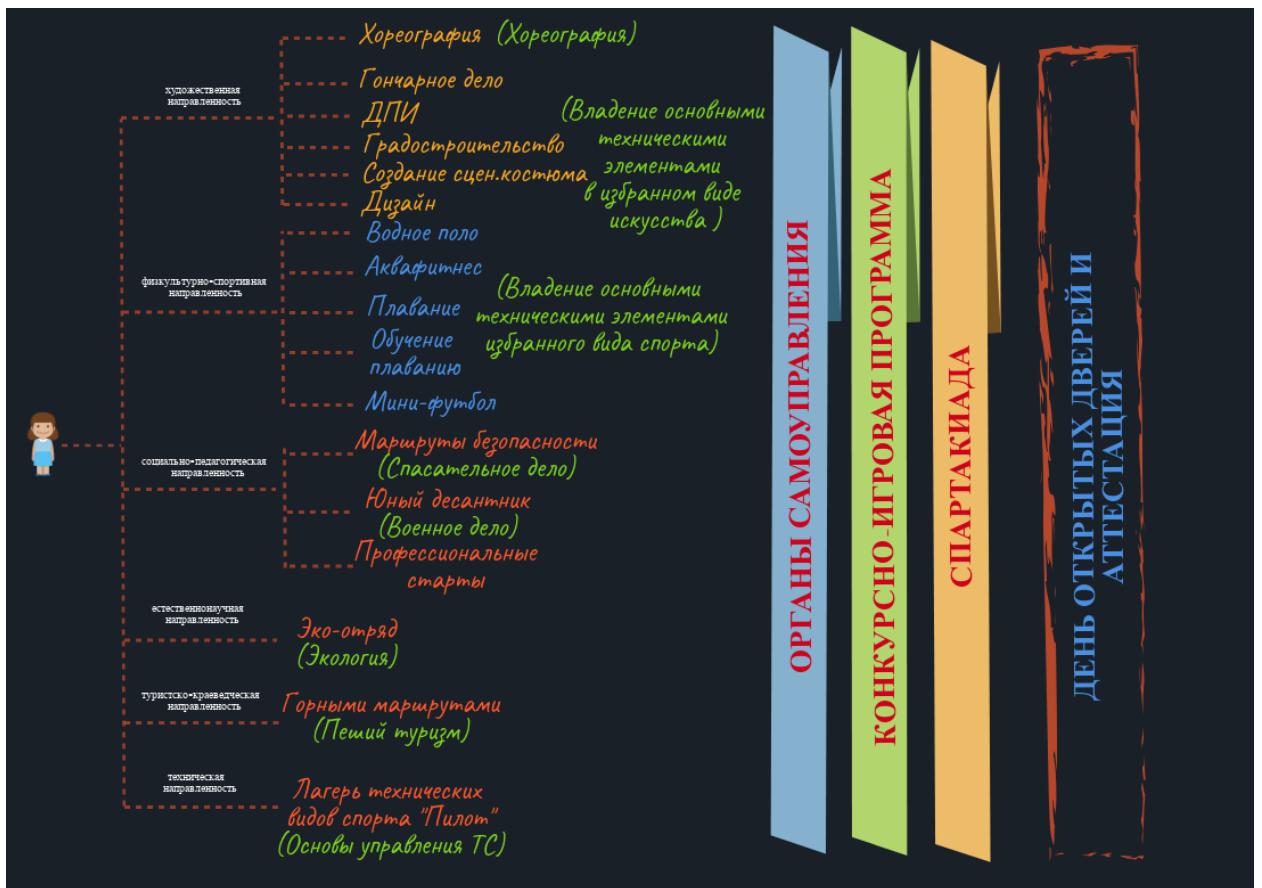 художественная
направленность
Хореография (Хореография)
Гончарное дело
ДПИ
Градостроительство
Создание сцен.костюма
Дизайн
(Владение основными
техническими
элементами
в избранном виде
искусства )
физкультурно-спортивная
направленность
Водное поло
Аквафитнес
Плавание
Обучение
плаванию
Мини-футбол
(Владение основными
техническими элементами
избранного вида спорта)
социально-педагогическая
направленность
Маршруты безопасности
(Спасательное дело)
Юный десантник
(Военное дело)
Профессиональные
старты
естественнонаучная
направленность
Эко-отряд
(Экология)
туристско-краеведческая
направленность
Горными маршрутами
(Пеший туризм)
техническая
направленность
Лагерь технических
видов спорта "Пилот"
(Основы управления ТС)
ОРГАНЫ САМОУПРАВЛЕНИЯ
КОНКУРСНО-ИГРОВАЯ ПРОГРАММА
СПАРТАКИАДА
ДЕНЬ ОТКРЫТЫХ ДВЕРЕЙ И
АТТЕСТАЦИЯ